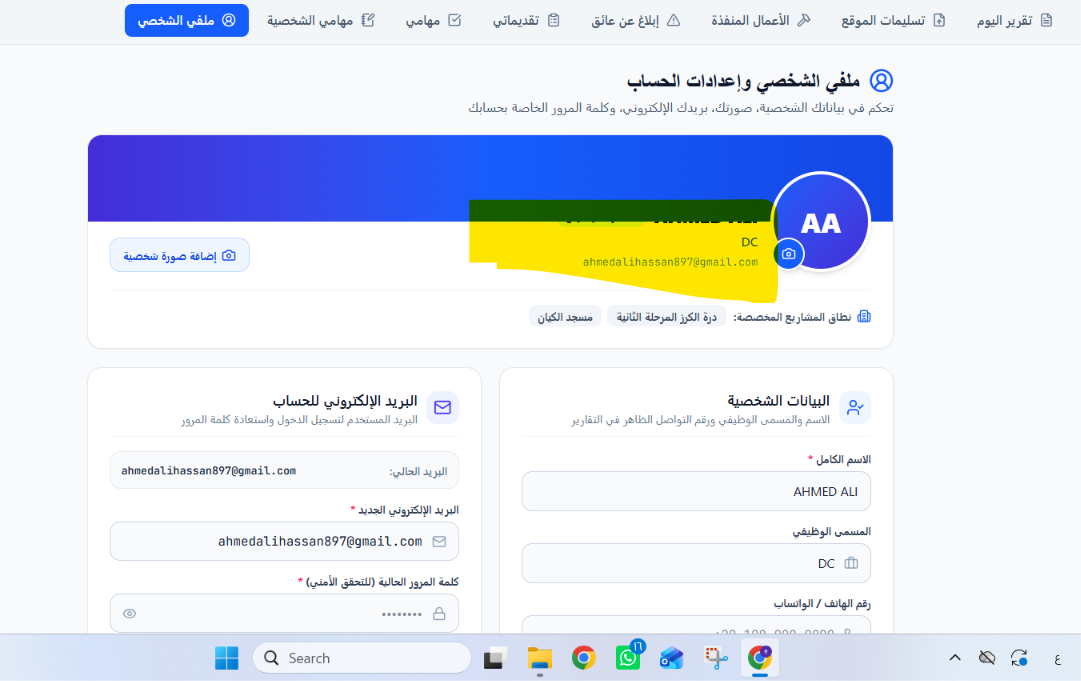 تقرير اليوم
تسليمات الموقع
الأعمال المنفذة
إبلاغ عن عائق
تقديماتي
مهامي
مهامي الشخصية
ملفي الشخصي
ملفي الشخصي وإعدادات الحساب
تحكم في بياناتك الشخصية، صورتك، بريدك الإلكتروني، وكلمة المرور الخاصة بحسابك
AA
AHMED ALI
DC
ahmedalihassan897@gmail.com
إضافة صورة شخصية
نطاق المشاريع المخصصة:
درة الكرز المرحلة الثانية
مسجد الكيان
البيانات الشخصية
الاسم والمسمى الوظيفي ورقم التواصل الظاهر في التقارير
الاسم الكامل *
AHMED ALI
المسمى الوظيفي
DC
رقم الهاتف / الواتساب
البريد الإلكتروني للحساب
البريد المستخدم لتسجيل الدخول واستعادة كلمة المرور
البريد الحالي:
ahmedalihassan897@gmail.com
البريد الإلكتروني الجديد *
ahmedalihassan897@gmail.com
كلمة المرور الحالية (للتحقق الأمني) *
Search
ع